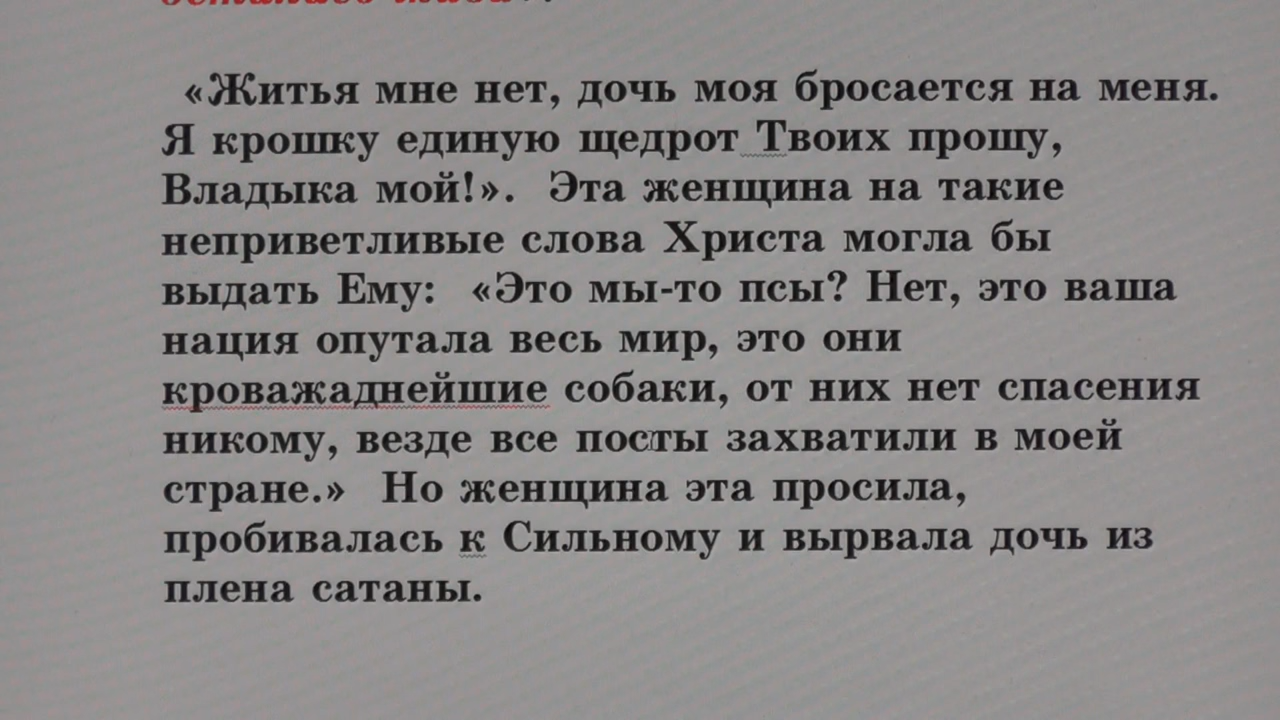 «Житья мне нет, дочь моя бросается на меня.
Я крошку единую щедрот Твоих прошу,
Владыка мой!».  Эта женщина на такие
неприветливые слова Христа могла бы
выдать Ему:  «Это мы-то псы? Нет, это ваша
нация опутала весь мир, это они
кроважаднейшие собаки, от них нет спасения
никому, везде все посты захватили в моей
стране.»  Но женщина эта просила,
пробивалась к Сильному и вырвала дочь из
плена сатаны.